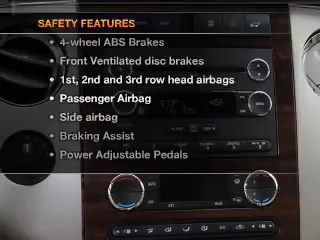 SAFETY FEATURES
• 4-wheel ABS Brakes
• Front Ventilated disc brakes
• 1st, 2nd and 3rd row head airbags
• Passenger Airbag
• Side airbag
• Braking Assist
• Power Adjustable Pedals